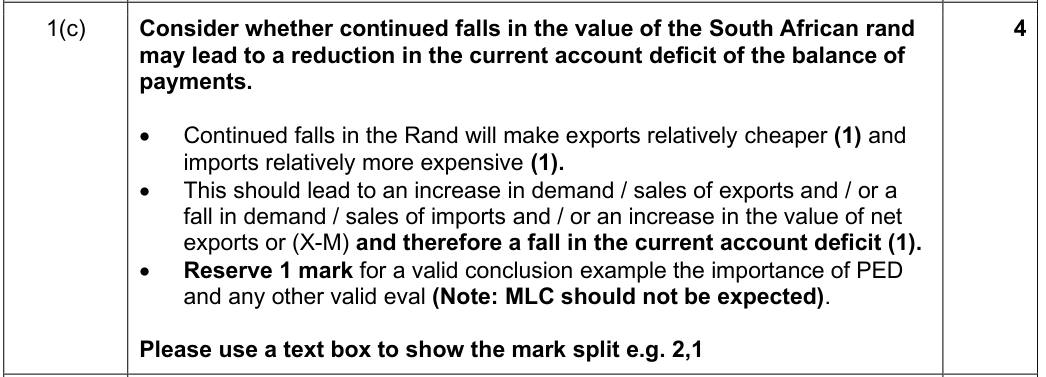 1(c)
Consider whether continued falls in the value of the South African rand
may lead to a reduction in the current account deficit of the balance of
payments.
4
• Continued falls in the Rand will make exports relatively cheaper (1) and
imports relatively more expensive (1).
• This should lead to an increase in demand / sales of exports and / or a
fall in demand / sales of imports and / or an increase in the value of net
exports or (X-M) and therefore a fall in the current account deficit (1).
• Reserve 1 mark for a valid conclusion example the importance of PED
and any other valid eval (Note: MLC should not be expected).
Please use a text box to show the mark split e.g. 2,1